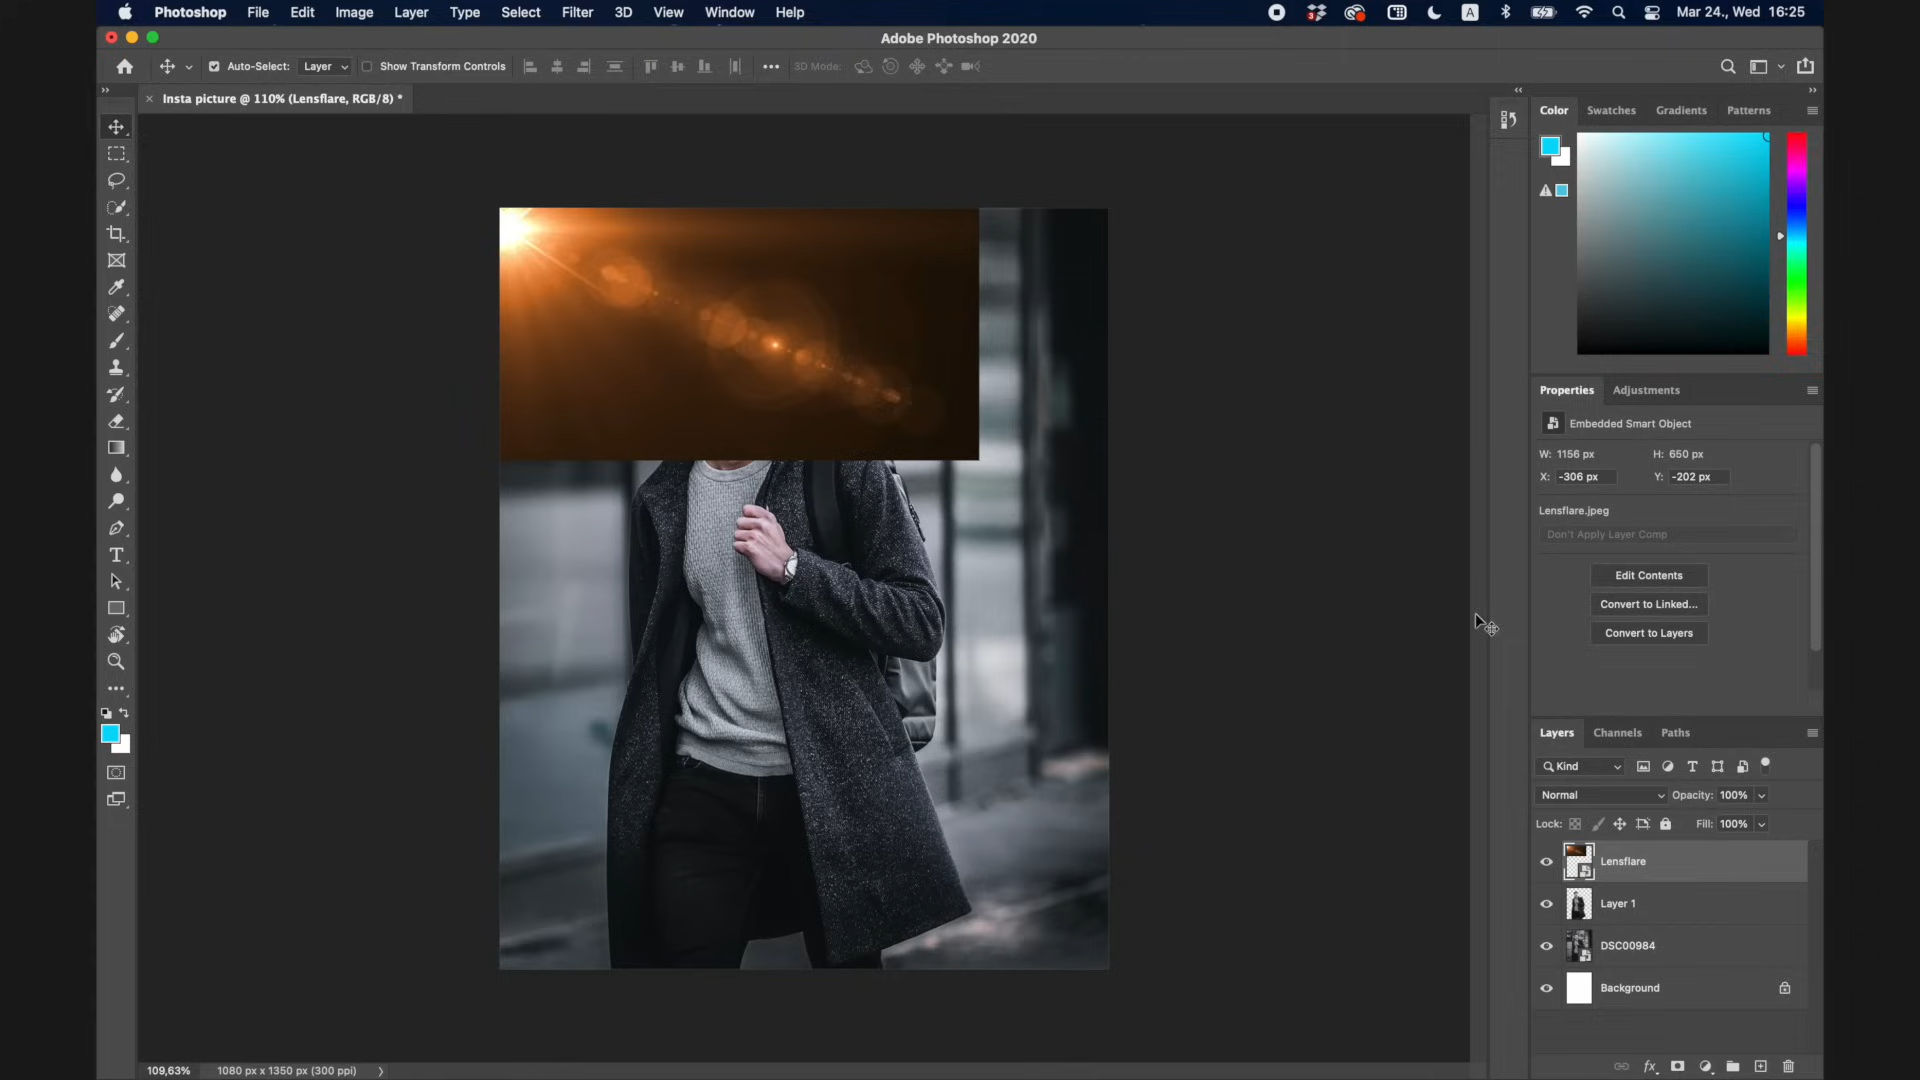 Photoshop File Edit Image Layer Type Select Filter 3D View Window Help
3 A Mar 24., Wed 16:25
Adobe Photoshop 2020
Auto-Select: Layer Show Transform Controls ••• 3D Mode:
× Insta picture @ 110% (Lensflare, RGB/8) *
Color Swatches Gradients Patterns
Properties Adjustments
Embedded Smart Object
W: 1156 px H: 650 px
X: -306 px Y: -202 px
Lensflare.jpeg
Don't Apply Layer Comp
Edit Contents
Convert to Linked...
Convert to Layers
Layers Channels Paths
Kind
Normal Opacity: 100%
Lock: Fill: 100%
Lensflare
Layer 1
DSC00984
Background
fx
109,63% 1080 px x 1350 px (300 ppi)